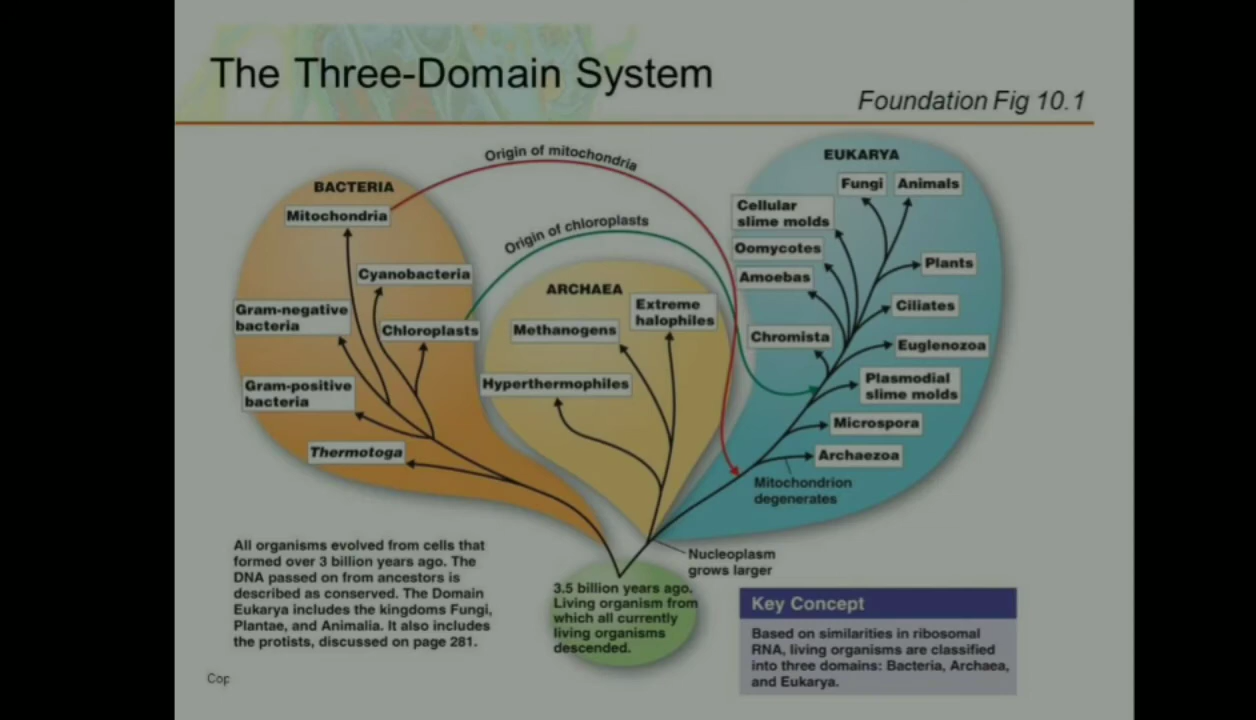 The Three-Domain System
Foundation Fig 10.1
Origin of mitochondria
Origin of chloroplasts
BACTERIA
Mitochondria
Cyanobacteria
Gram-negative
bacteria
Chloroplasts
Gram-positive
bacteria
Thermotoga
ARCHAEA
Extreme
halophiles
Methanogens
Hyperthermophiles
EUKARYA
Fungi
Animals
Cellular
slime molds
Oomycotes
Plants
Amoebas
Ciliates
Chromista
Euglenozoa
Plasmodial
slime molds
Microspora
Archaezoa
Mitochondrion
degenerates
Nucleoplasm
grows larger
All organisms evolved from cells that
formed over 3 billion years ago. The
DNA passed on from ancestors is
described as conserved. The Domain
Eukarya includes the kingdoms Fungi,
Plantae, and Animalia. It also includes
the protists, discussed on page 281.
3.5 billion years ago.
Living organism from
which all currently
living organisms
descended.
Key Concept
Based on similarities in ribosomal
RNA, living organisms are classified
into three domains: Bacteria, Archaea,
and Eukarya.
Cop